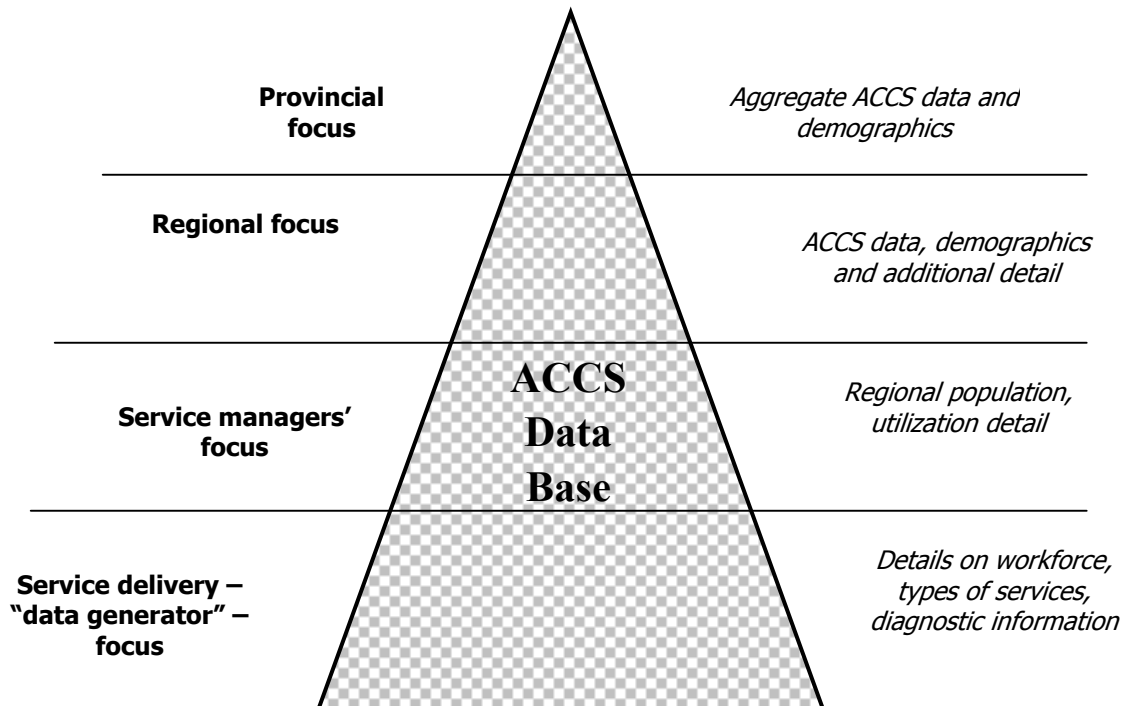 Provincial
focus
Aggregate ACCS data and
demographics
Regional focus
ACCS data, demographics
and additional detail
ACCS
Data
Base
Service managers’
focus
Regional population,
utilization detail
Service delivery –
“data generator” –
focus
Details on workforce,
types of services,
diagnostic information